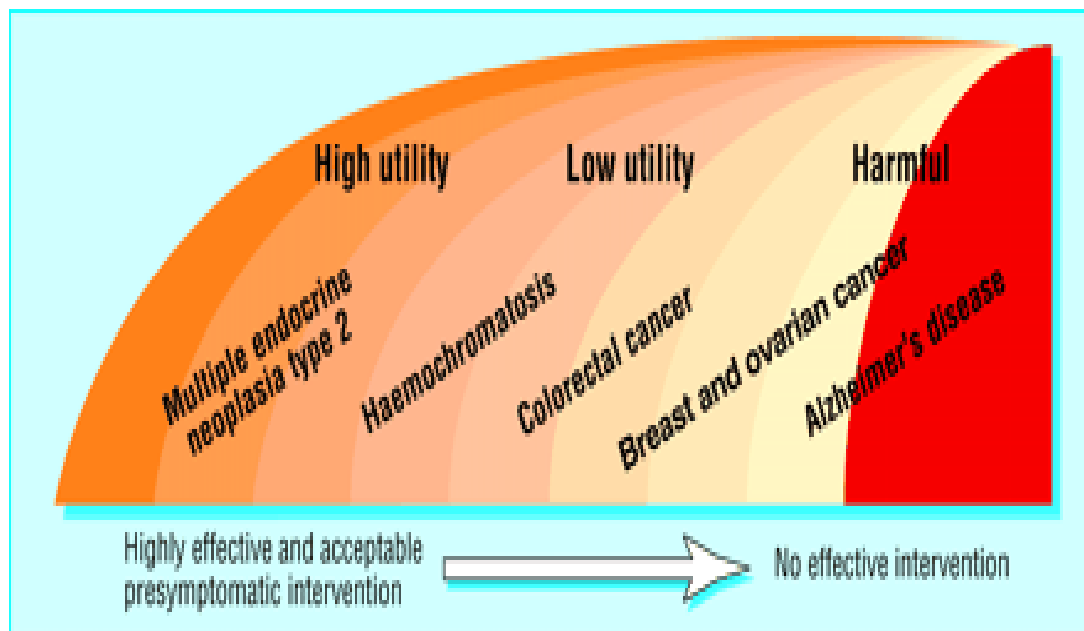 High utility
Low utility
Harmful
Multiple endocrine
neoplasia type 2
Haemochromatosis
Colorectal cancer
Breast and ovarian cancer
Alzheimer's disease
Highly effective and acceptable
presymptomatic intervention
No effective intervention